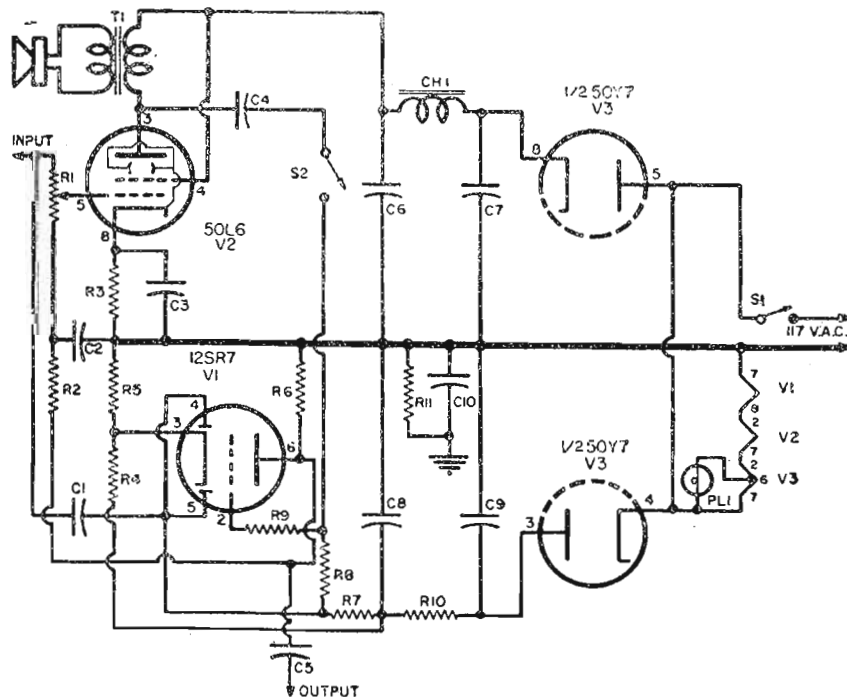 T1
CH1
1/2 50Y7
V3
C4
3
8
INPUT
S2
R1
5
4
5
C6
C7
50L6
V2
8
R3
C3
S1
117 V.A.C.
C2
12SR7
V1
R2
R5
R6
R11
C10
7
V1
4
8
3
2
V2
6
1/2 50Y7
V3
7
R4
2
6
V3
C1
5
2
R9
C8
C9
3
4
PL1
7
R8
R7
R10
C5
OUTPUT